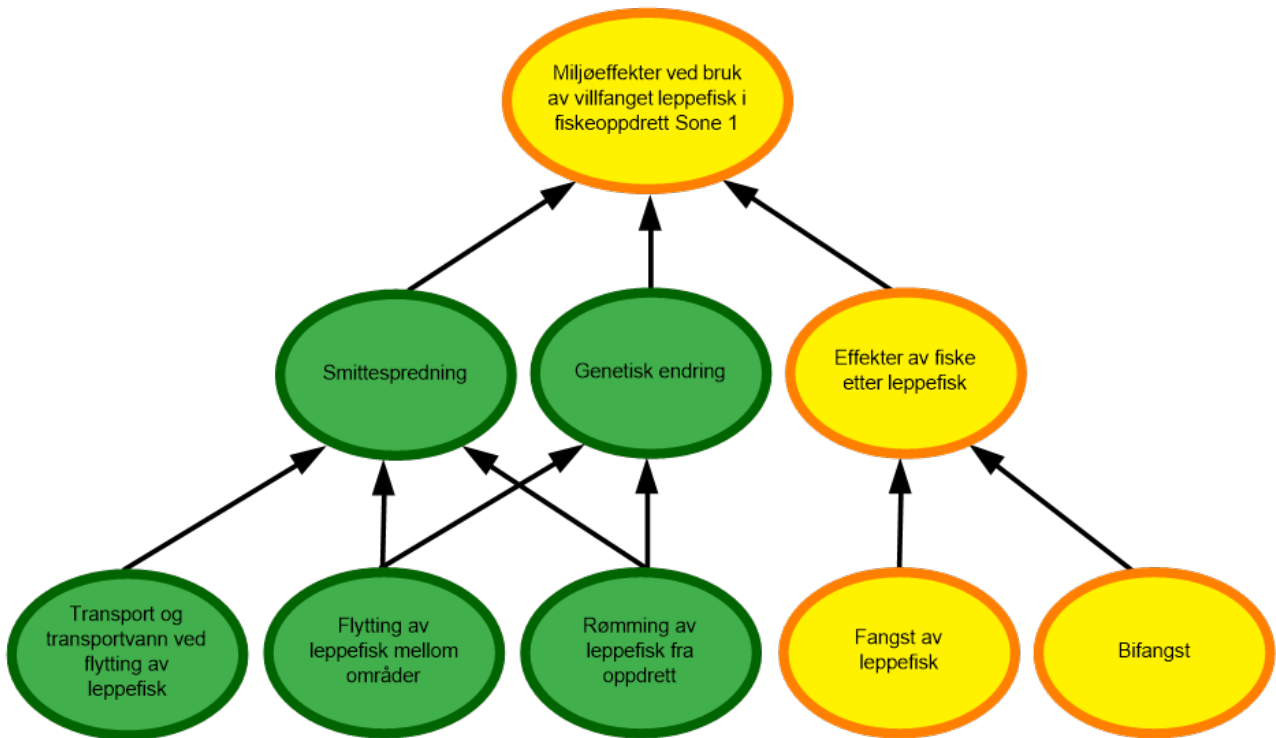 Miljøeffekter ved bruk
av villfanget leppefisk i
fiskeoppdrett Sone 1
Smittespredning
Genetisk endring
Effekter av fiske
etter leppefisk
Transport og
transportvann ved
flytting av
leppefisk
Flytting av
leppefisk mellom
områder
Rømming av
leppefisk fra
oppdrett
Fangst av
leppefisk
Bifangst